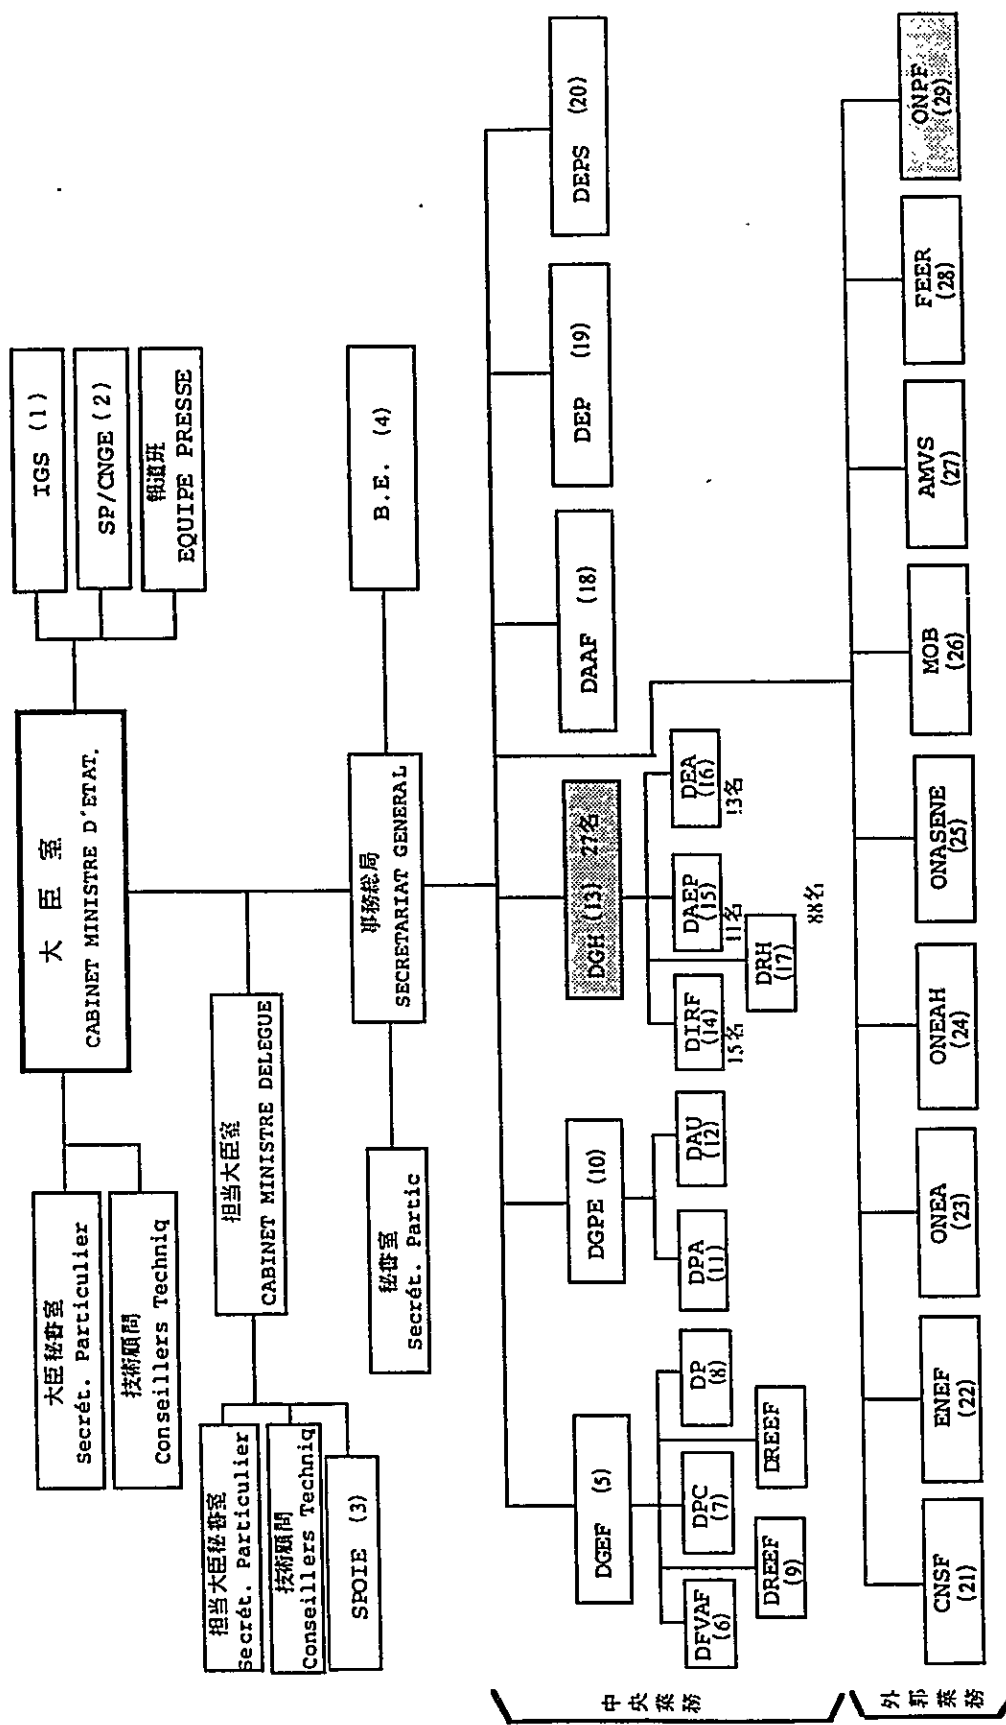 大臣室
CABINET MINISTRE D'ETAT.
IGS (1)
SP/CNGE (2)
報道班
EQUIPE PRESSE
大臣秘書室
Secrét. Particulier
技術顧問
Conseillers Techniq
担当大臣室
CABINET MINISTRE DELEGUE
担当大臣秘書室
Secrét. Particulier
技術顧問
Conseillers Techniq
SPOIE (3)
事務総局
SECRETARIAT GENERAL
B.E. (4)
秘書室
Secrét. Partic
中央業務
DGEF (5)
DFVAF
(6)
DPC
(7)
DP
(8)
DREEF
(9)
DREEF
DGPE (10)
DPA
(11)
DAU
(12)
DGH (13) 27名
DIRF
(14)
15名
DAEP
(15)
11名
DEA
(16)
13名
DRH
(17)
88名
DAAF (18)
DEP (19)
DEPS (20)
外郭業務
CNSF
(21)
ENEF
(22)
ONEA
(23)
ONEAH
(24)
ONASENE
(25)
MOB
(26)
AMVS
(27)
FEER
(28)
ONPF
(29)